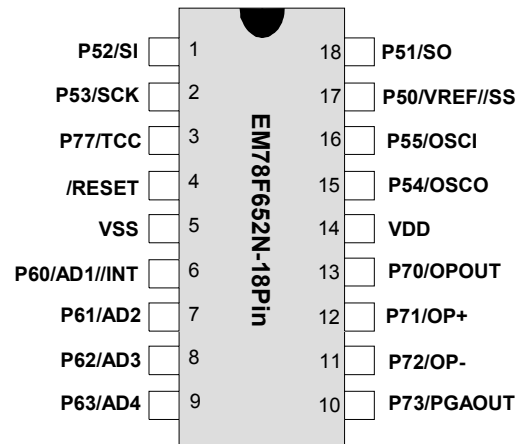 P52/SI 1 18 P51/SO
P53/SCK 2 17 P50/VREF//SS
P77/TCC 3 16 P55/OSCI
/RESET 4 15 P54/OSCO
VSS 5 14 VDD
P60/AD1//INT 6 13 P70/OPOUT
P61/AD2 7 12 P71/OP+
P62/AD3 8 11 P72/OP-
P63/AD4 9 10 P73/PGAOUT
EM78F652N-18Pin